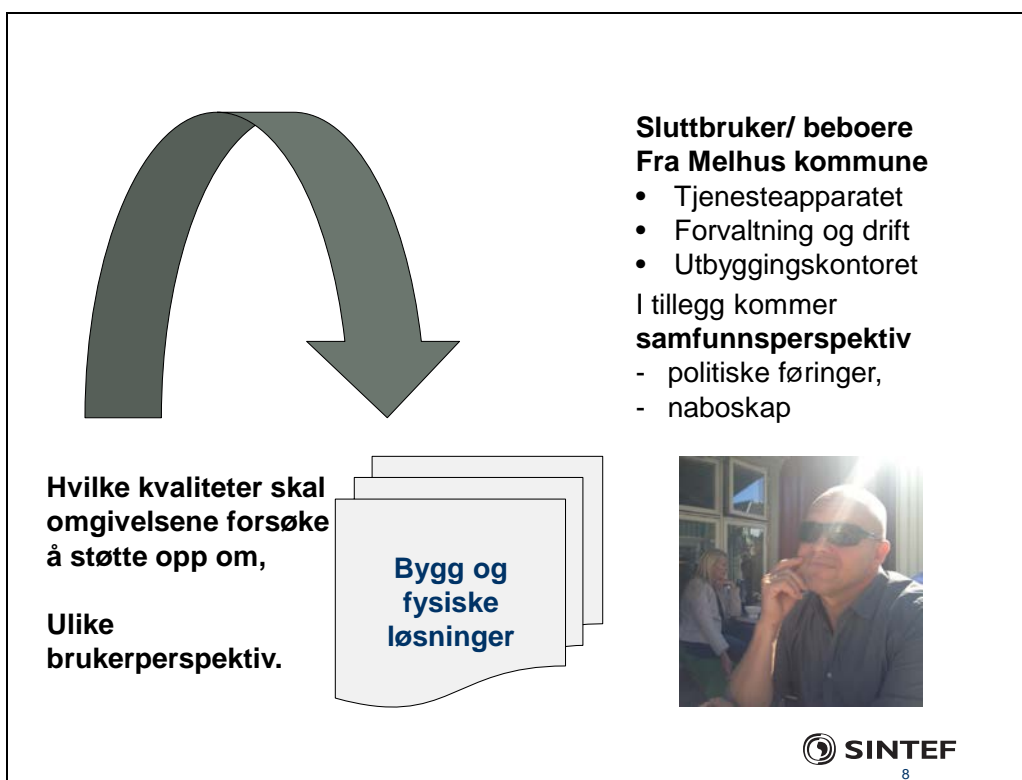 Sluttbruker/ beboere
Fra Melhus kommune
• Tjenesteapparatet
• Forvaltning og drift
• Utbyggingskontoret
I tillegg kommer
samfunnsperspektiv
- politiske føringer,
- naboskap
Hvilke kvaliteter skal
omgivelsene forsøke
å støtte opp om,
Ulike
brukerperspektiv.
Bygg og
fysiske
løsninger
SINTEF
8